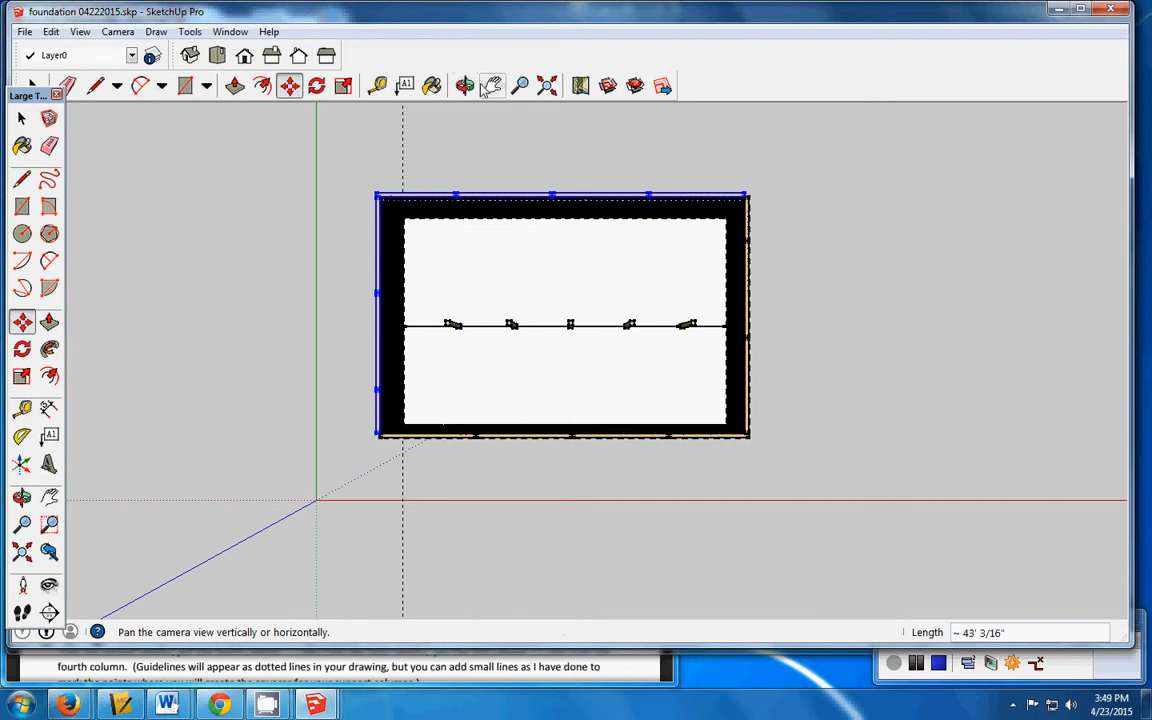 foundation 04222015.skp - SketchUp Pro
File Edit View Camera Draw Tools Window Help
Layer0
A1
Large T...
A1
Pan the camera view vertically or horizontally.
Length ~ 43' 3/16"
fourth column. (Guidelines will appear as dotted lines in your drawing, but you can add small lines as I have done to
3:49 PM
4/23/2015